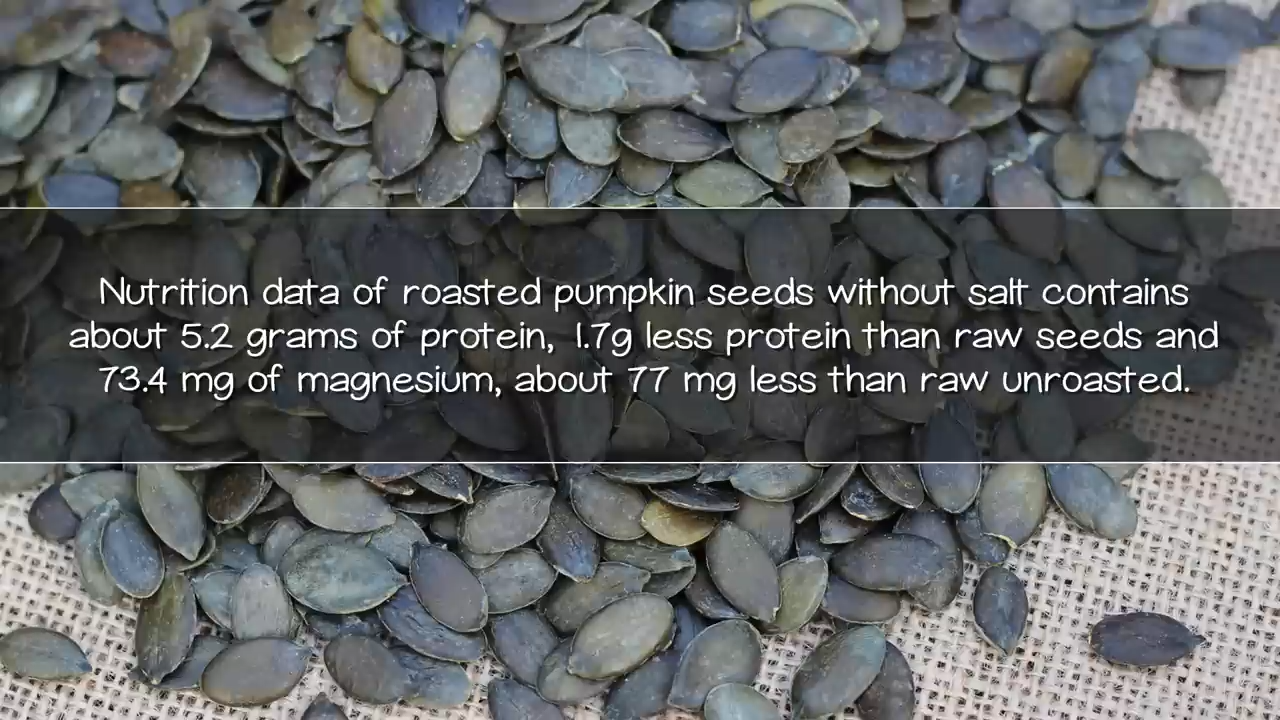 Nutrition data of roasted pumpkin seeds without salt contains
about 5.2 grams of protein, 1.7g less protein than raw seeds and
73.4 mg of magnesium, about 77 mg less than raw unroasted.